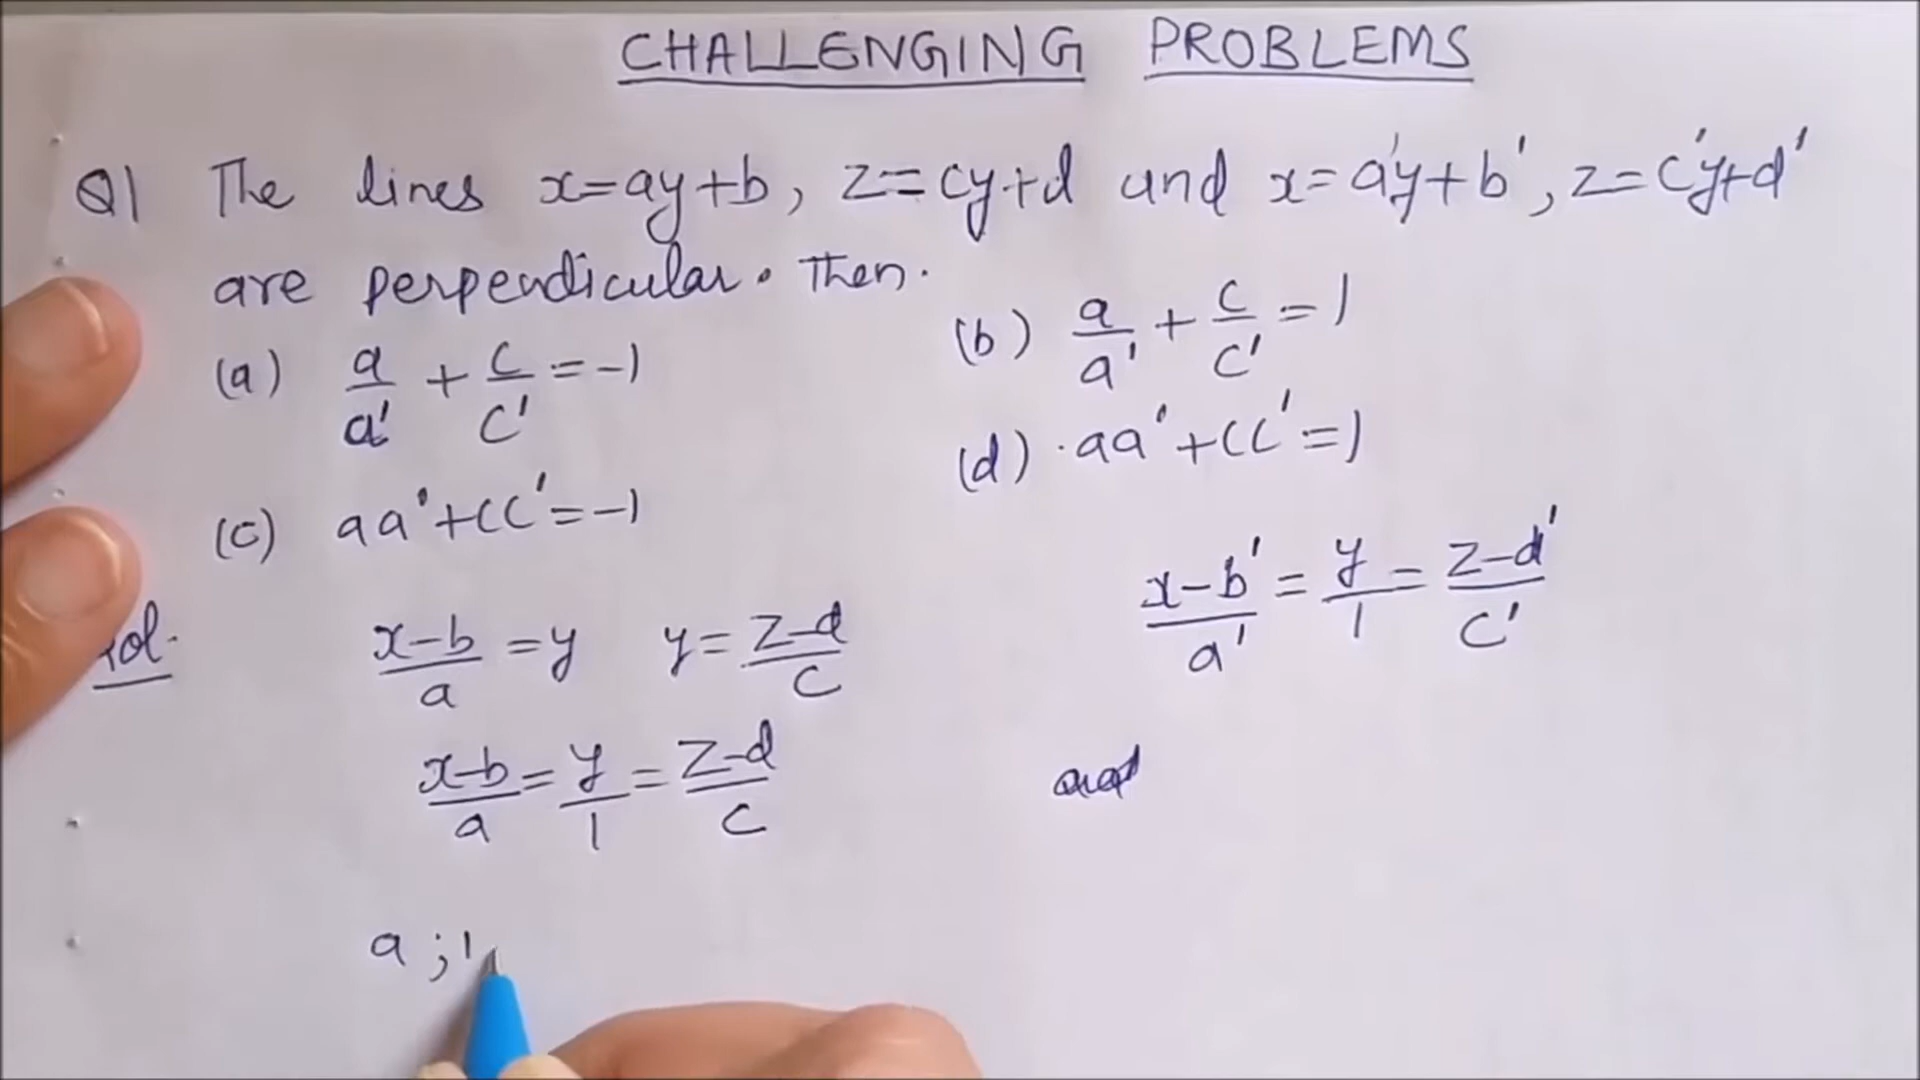 CHALLENGING PROBLEMS
Q1 The lines x=ay+b, z=cy+d and x=a'y+b', z=c'y+d'
are perpendicular. Then.
(a) a/a' + c/c' = -1
(b) a/a' + c/c' = 1
(c) aa'+cc'=-1
(d) aa'+cc'=1
Sol. (x-b)/a = y y = (z-d)/c
(x-b')/a' = y/1 = (z-d')/c'
(x-b)/a = y/1 = (z-d)/c
and
a ; 1